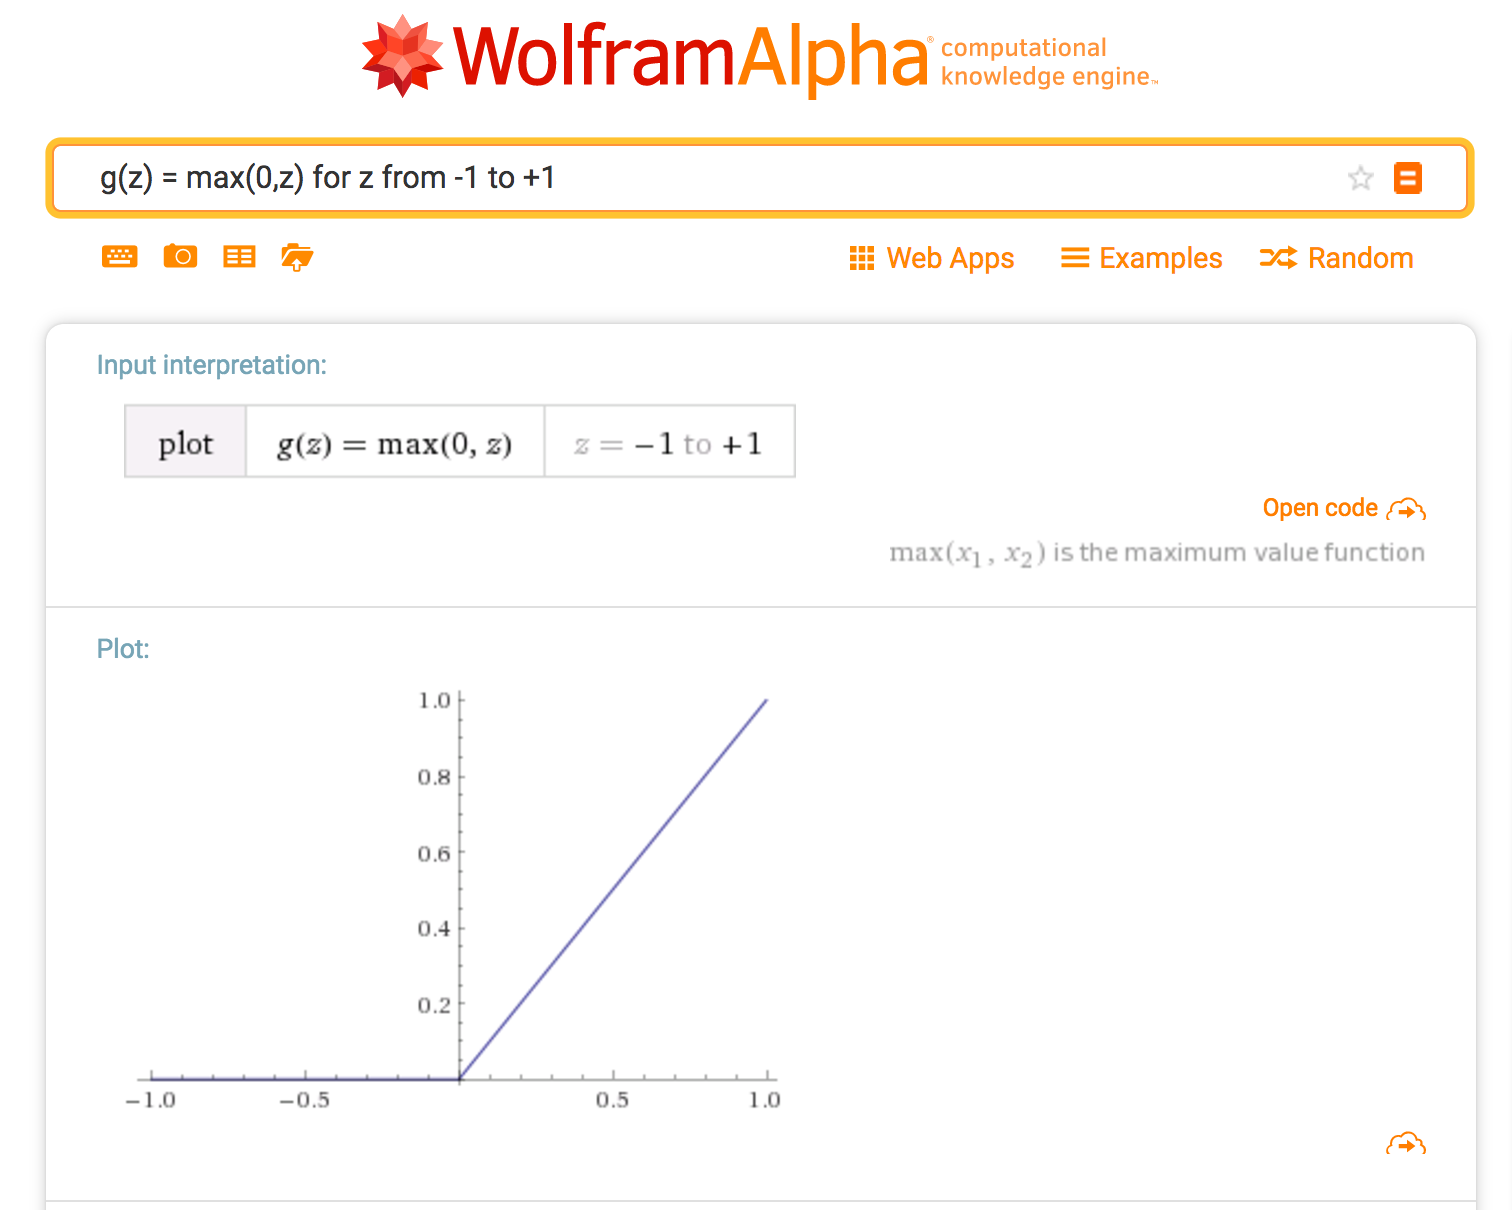 WolframAlpha® computational
knowledge engine™
g(z) = max(0,z) for z from -1 to +1
Web Apps Examples Random
Input interpretation:
plot g(z) = max(0, z) z = −1 to +1
Open code
max(x₁, x₂) is the maximum value function
Plot:
1.0
0.8
0.6
0.4
0.2
−1.0 −0.5 0.5 1.0